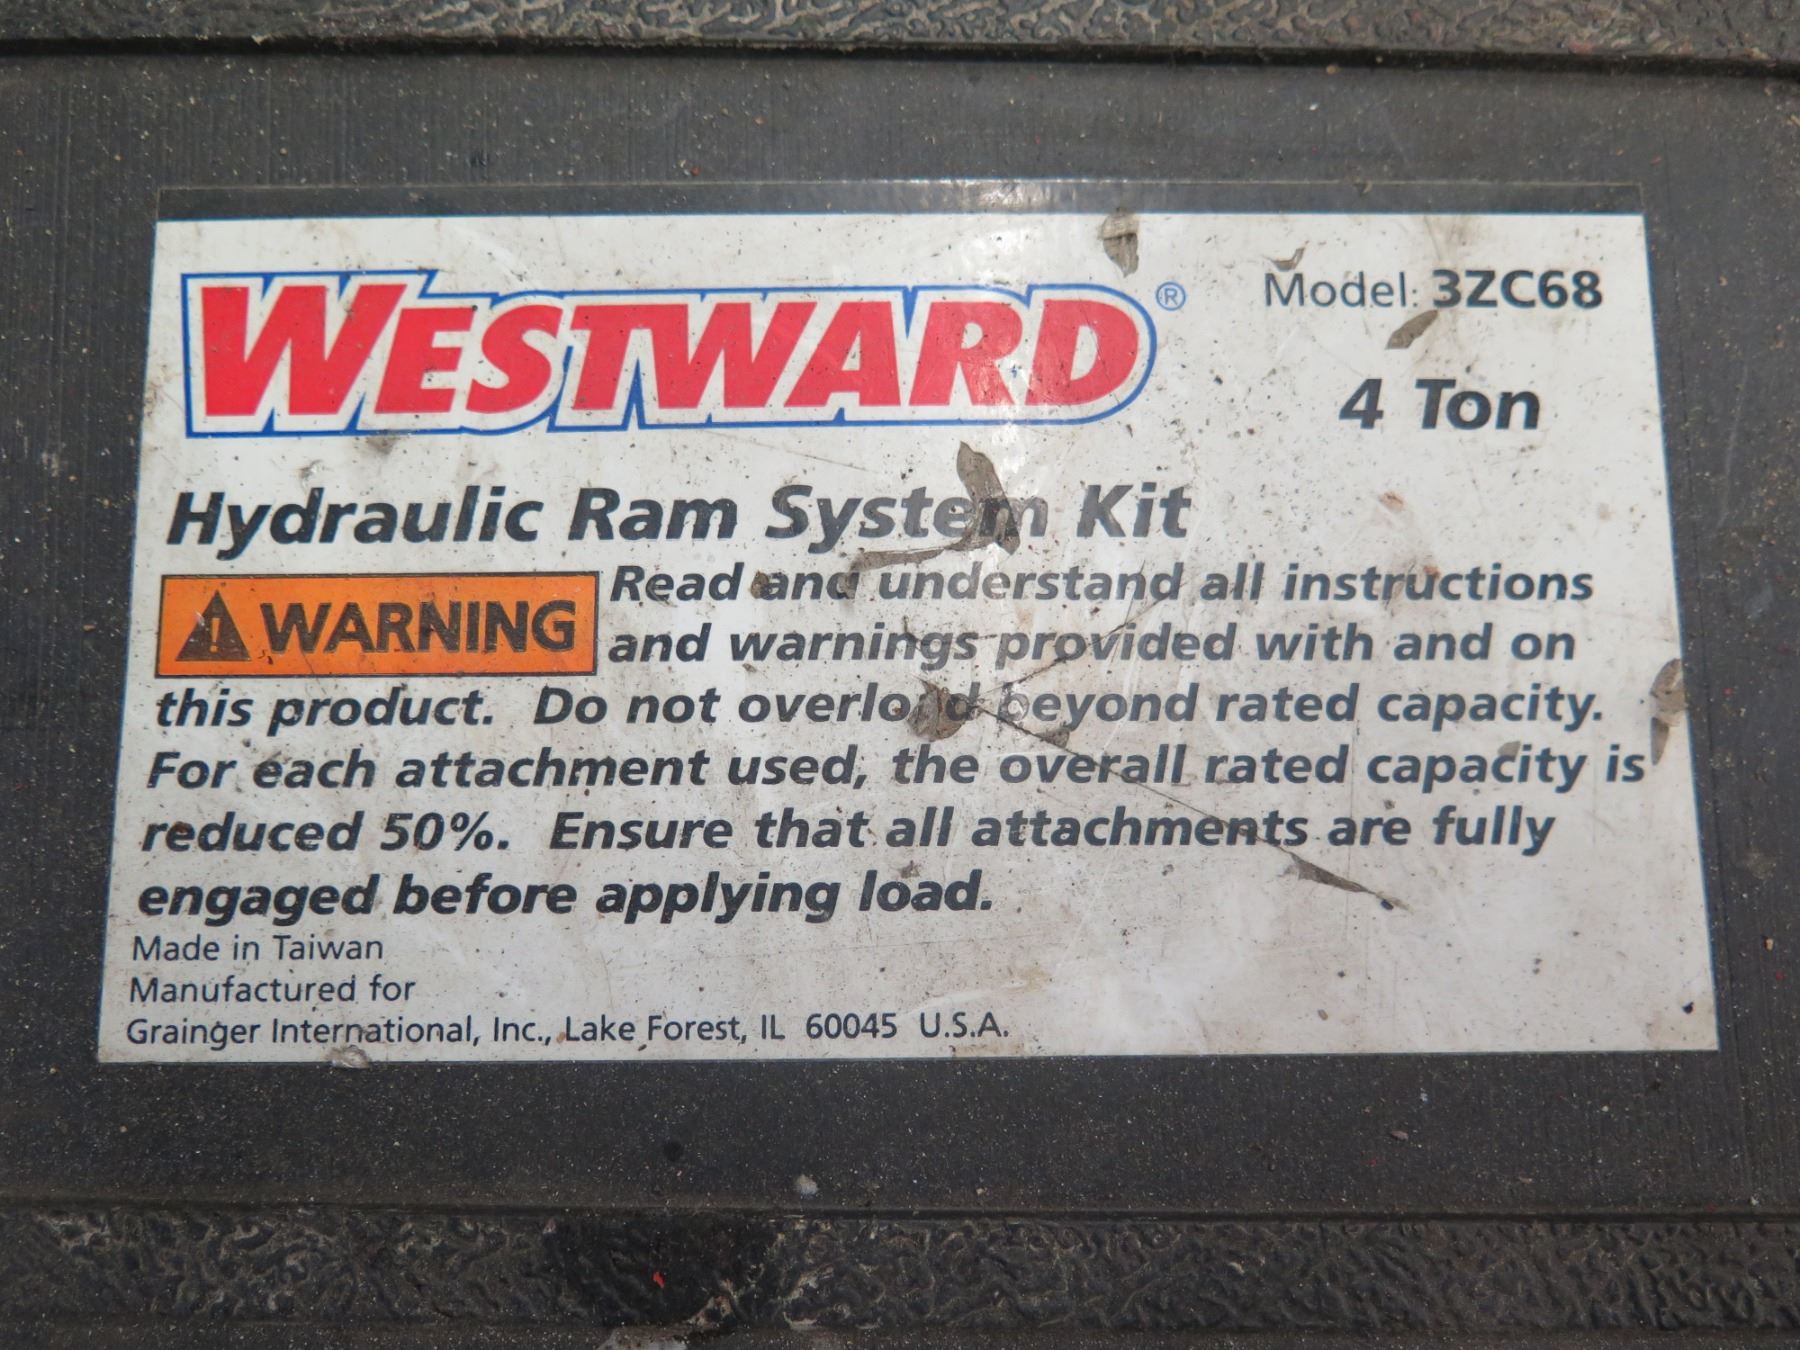 WESTWARD®
Model: 3ZC68
4 Ton
Hydraulic Ram System Kit
WARNING Read and understand all instructions
and warnings provided with and on
this product. Do not overload beyond rated capacity.
For each attachment used, the overall rated capacity is
reduced 50%. Ensure that all attachments are fully
engaged before applying load.
Made in Taiwan
Manufactured for
Grainger International, Inc., Lake Forest, IL 60045 U.S.A.